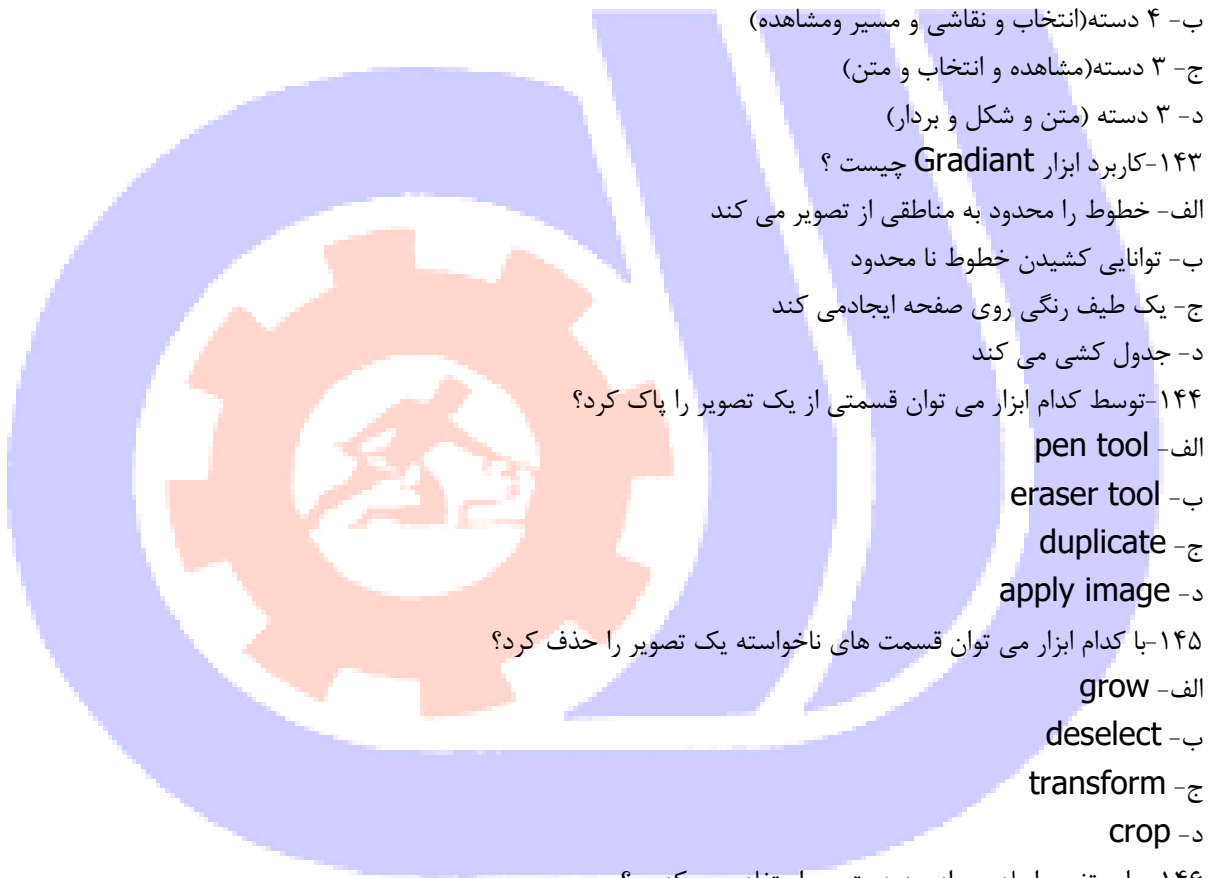 ب- ۴ دسته(انتخاب و نقاشی و مسیر ومشاهده)
ج- ۳ دسته(مشاهده و انتخاب و متن)
د- ۳ دسته (متن و شکل و بردار)
۱۴۳-کاربرد ابزار Gradiant چیست ؟
الف- خطوط را محدود به مناطقی از تصویر می کند
ب- توانایی کشیدن خطوط نا محدود
ج- یک طیف رنگی روی صفحه ایجادمی کند
د- جدول کشی می کند
۱۴۴-توسط کدام ابزار می توان قسمتی از یک تصویر را پاک کرد؟
الف- pen tool
ب- eraser tool
ج- duplicate
د- apply image
۱۴۵-با کدام ابزار می توان قسمت های ناخواسته یک تصویر را حذف کرد؟
الف- grow
ب- deselect
ج- transform
د- crop